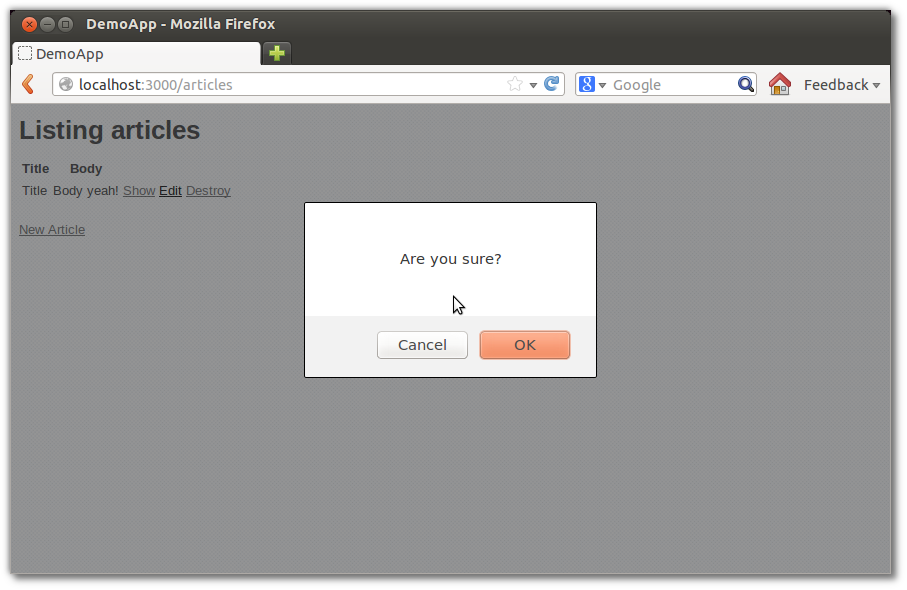 DemoApp - Mozilla Firefox
DemoApp
localhost:3000/articles
Google
Feedback
Listing articles
Title Body
Title Body yeah! Show Edit Destroy
New Article
Are you sure?
Cancel OK